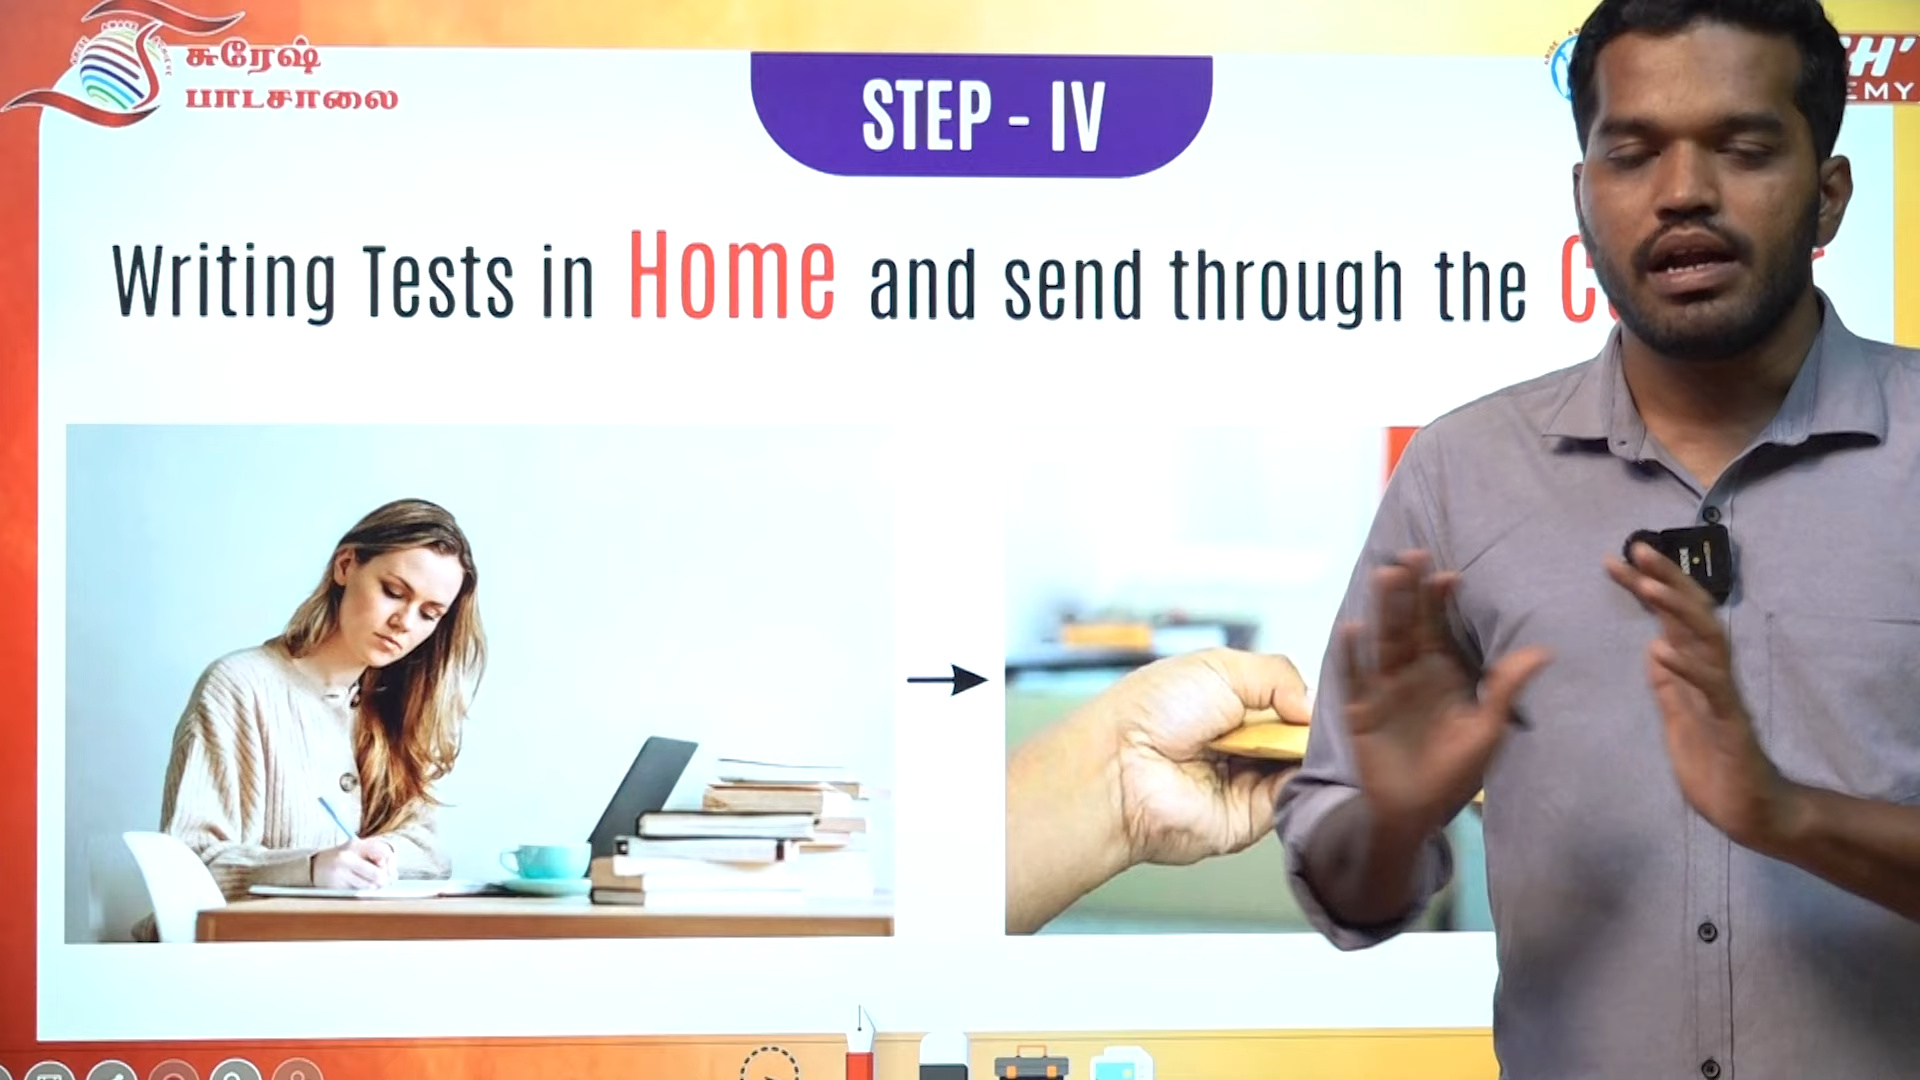 சுரேஷ்
பாடசாலை
STEP - IV
Writing Tests in Home and send through the